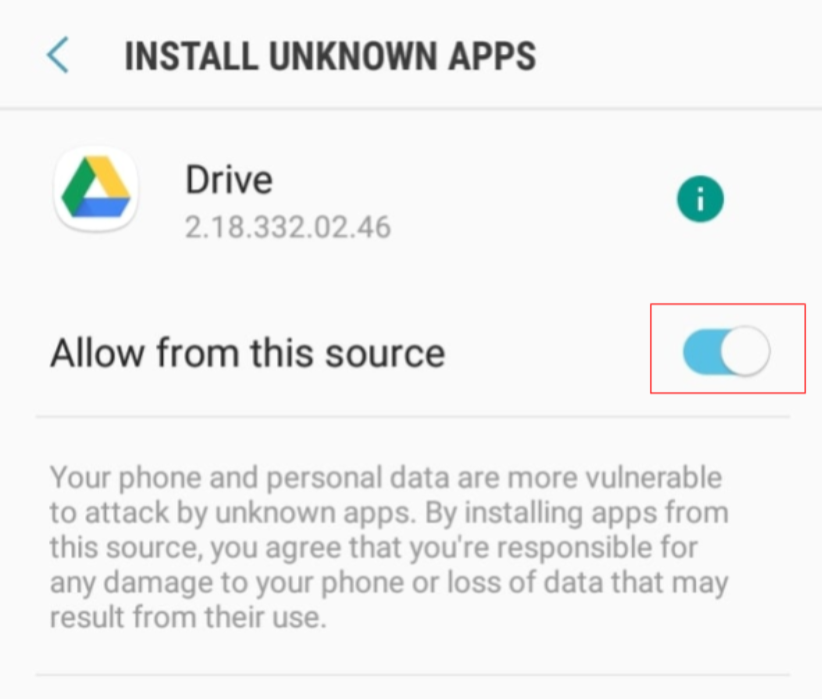 INSTALL UNKNOWN APPS
Drive
2.18.332.02.46
i
Allow from this source
Your phone and personal data are more vulnerable
to attack by unknown apps. By installing apps from
this source, you agree that you're responsible for
any damage to your phone or loss of data that may
result from their use.